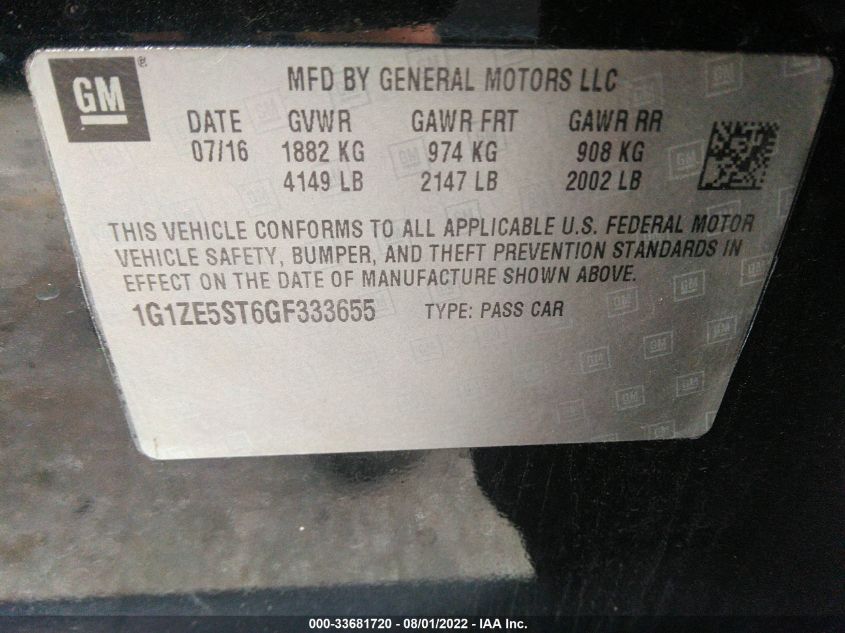 GM
MFD BY GENERAL MOTORS LLC
DATE GVWR GAWR FRT GAWR RR
07/16 1882 KG 974 KG 908 KG
4149 LB 2147 LB 2002 LB
THIS VEHICLE CONFORMS TO ALL APPLICABLE U.S. FEDERAL MOTOR
VEHICLE SAFETY, BUMPER, AND THEFT PREVENTION STANDARDS IN
EFFECT ON THE DATE OF MANUFACTURE SHOWN ABOVE.
1G1ZE5ST6GF333655 TYPE: PASS CAR
000-33681720 - 08/01/2022 - IAA Inc.